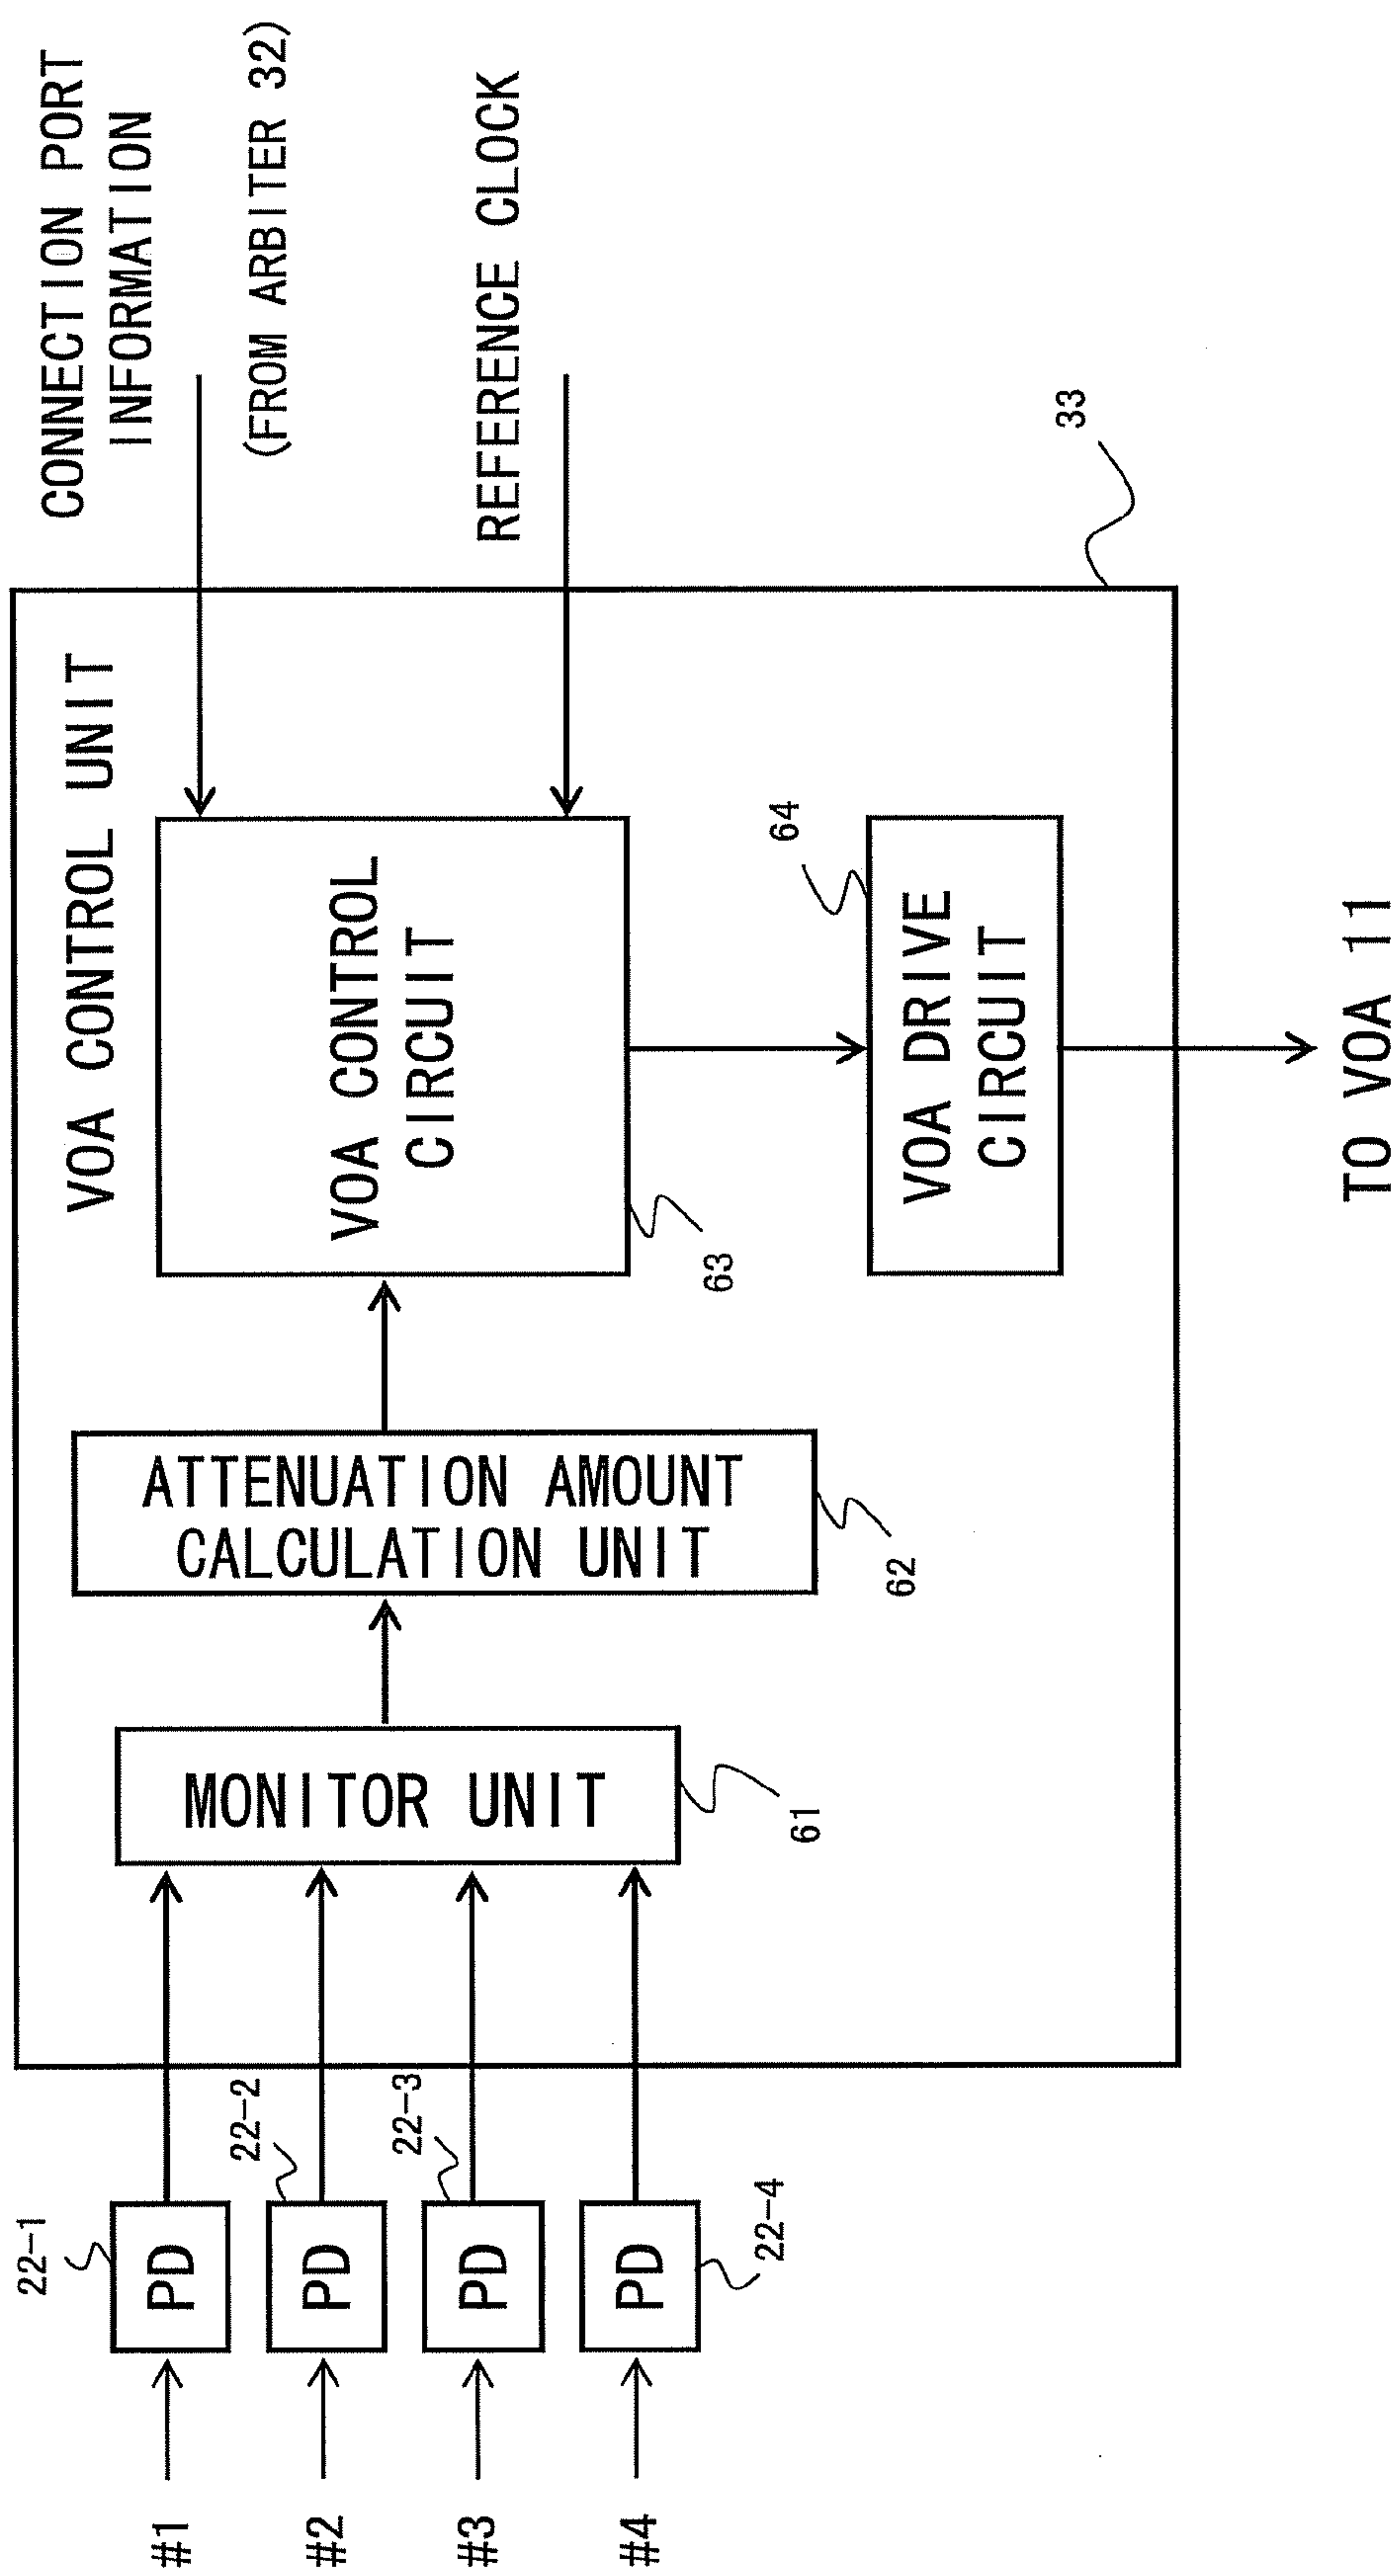 #1
#2
#3
#4
22-1
PD
22-2
PD
22-3
PD
22-4
PD
VOA CONTROL UNIT
MONITOR UNIT
61
ATTENUATION AMOUNT
CALCULATION UNIT
62
VOA CONTROL
CIRCUIT
63
VOA DRIVE
CIRCUIT
64
CONNECTION PORT
INFORMATION
(FROM ARBITER 32)
REFERENCE CLOCK
33
TO VOA 11